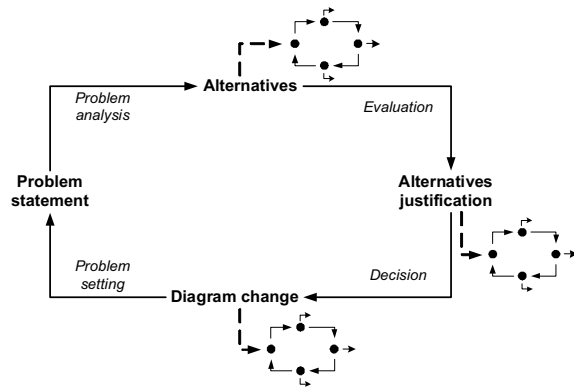 Alternatives
Problem
analysis
Evaluation
Problem
statement
Alternatives
justification
Problem
setting
Decision
Diagram change